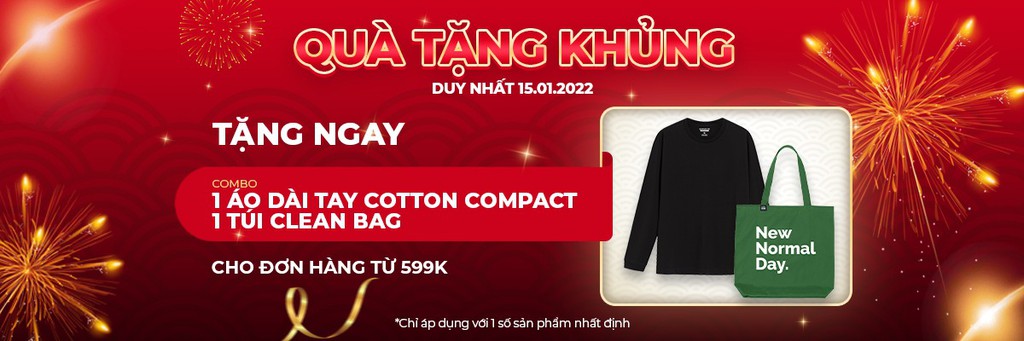 QUÀ TẶNG KHỦNG
DUY NHẤT 15.01.2022
TẶNG NGAY
COMBO
1 ÁO DÀI TAY COTTON COMPACT
1 TÚI CLEAN BAG
CHO ĐƠN HÀNG TỪ 599K
New
Normal
Day.
*Chỉ áp dụng với 1 số sản phẩm nhất định